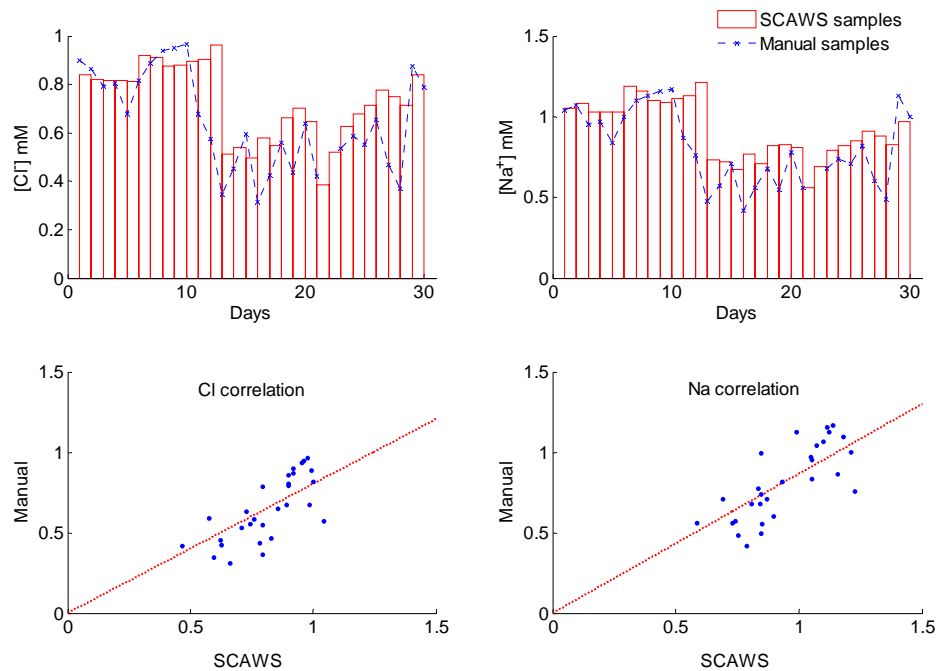 SCAWS samples
Manual samples
1
0.8
0.6
0.4
0.2
0
[Cl⁻] mM
0 10 20 30
Days
1.5
1
0.5
0
[Na⁺] mM
0 10 20 30
Days
Cl correlation
1.5
1
0.5
0
Manual
0 0.5 1 1.5
SCAWS
Na correlation
1.5
1
0.5
0
Manual
0 0.5 1 1.5
SCAWS